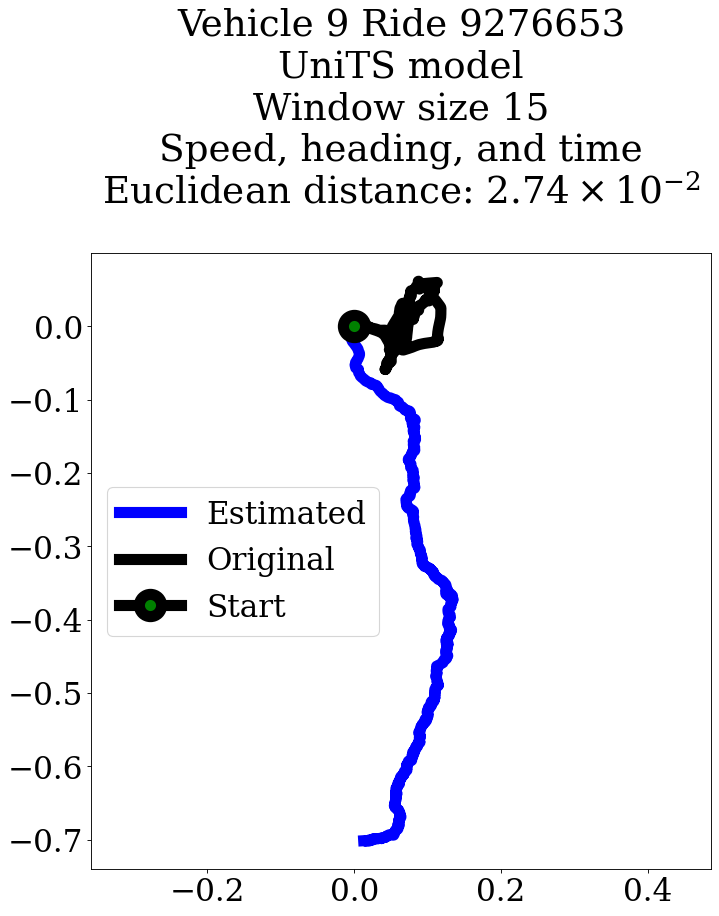 Vehicle 9 Ride 9276653
UniTS model
Window size 15
Speed, heading, and time
Euclidean distance: 2.74 × 10⁻²
0.0
−0.1
−0.2
−0.3
−0.4
−0.5
−0.6
−0.7
Estimated
Original
Start
−0.2
0.0
0.2
0.4